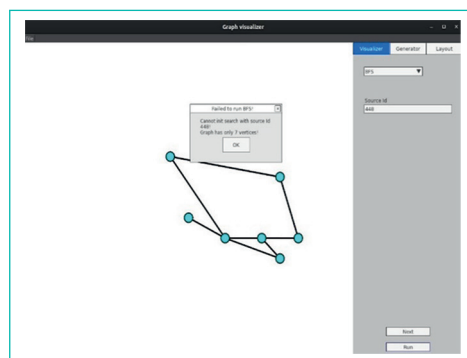 Graph visualizer
File
Visualizer Generator Layout
BFS
Source id
448
Failed to run BFS!
Cannot init search with source id
448!
Graph has only 7 vertices!
OK
Next
Run